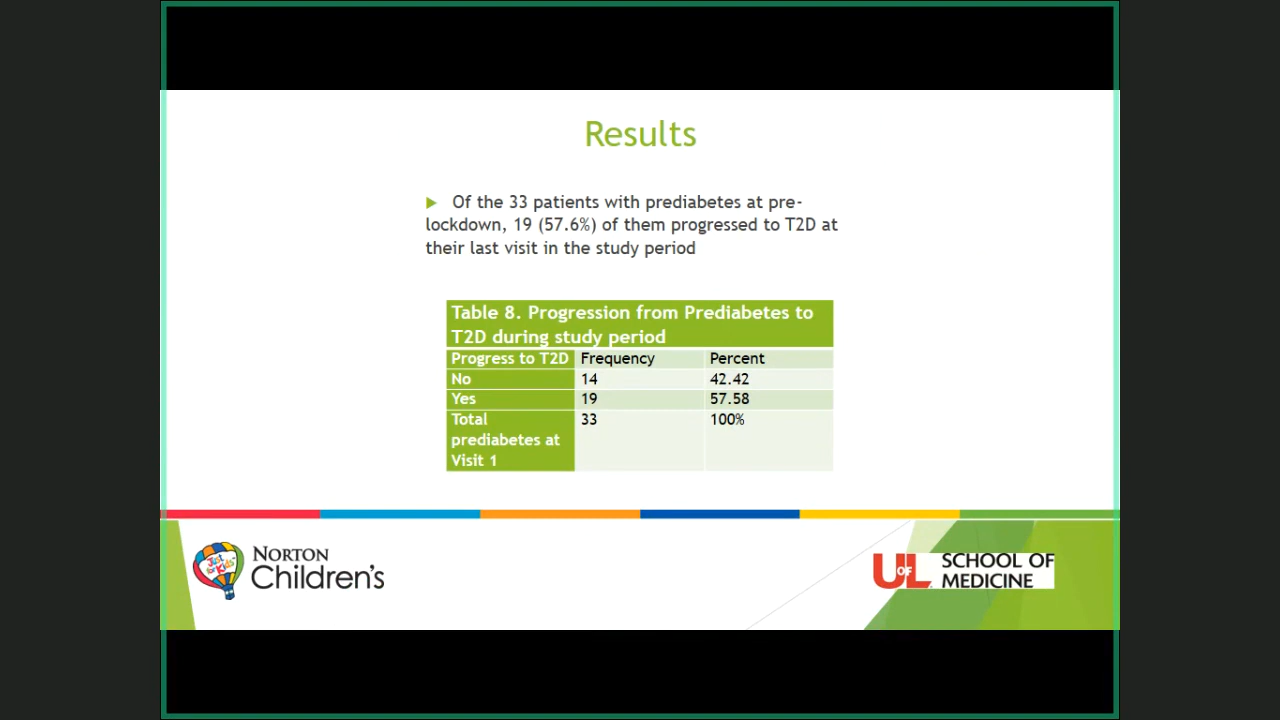 Results
Of the 33 patients with prediabetes at pre-
lockdown, 19 (57.6%) of them progressed to T2D at
their last visit in the study period
Table 8. Progression from Prediabetes to
T2D during study period
Progress to T2D Frequency Percent
No 14 42.42
Yes 19 57.58
Total 33 100%
prediabetes at
Visit 1
Just for Kids
NORTON
Children's
UOFL SCHOOL OF
MEDICINE